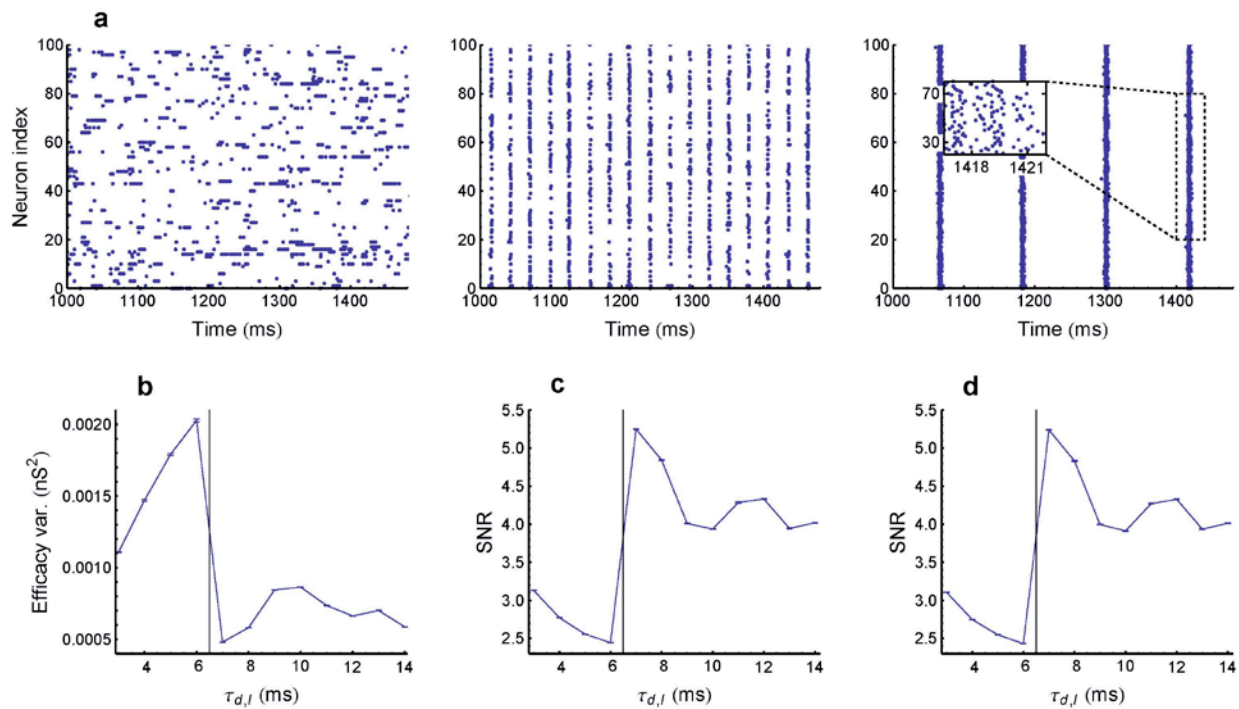 a
Neuron index
100
80
60
40
20
0
1000 1100 1200 1300 1400
Time (ms)
100
80
60
40
20
0
1000 1100 1200 1300 1400
Time (ms)
100
80
60
40
20
0
70
30
1418 1421
1000 1100 1200 1300 1400
Time (ms)
b
Efficacy var. (nS²)
0.0020
0.0015
0.0010
0.0005
4 6 8 10 12 14
τd,l (ms)
c
SNR
5.5
5.0
4.5
4.0
3.5
3.0
2.5
4 6 8 10 12 14
τd,l (ms)
d
SNR
5.5
5.0
4.5
4.0
3.5
3.0
2.5
4 6 8 10 12 14
τd,l (ms)